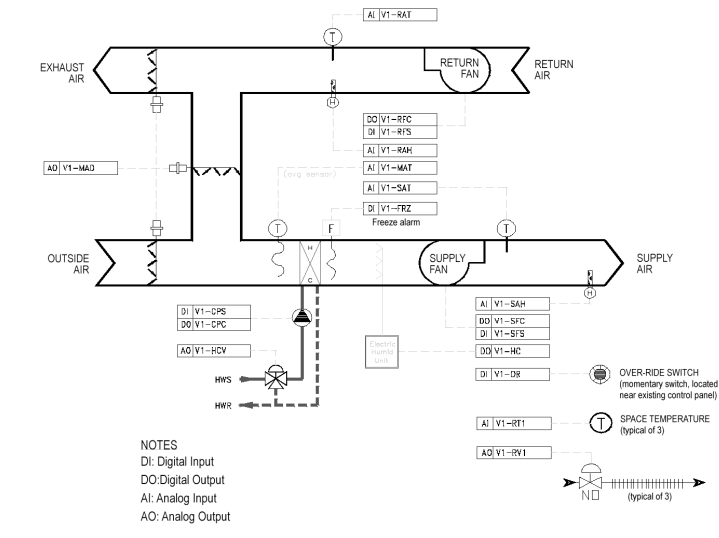 AI V1-RAT
T
EXHAUST AIR
RETURN FAN
RETURN AIR
H
DO V1-RFC
DI V1-RFS
AI V1-RAH
AO V1-MAD
(avg sensor)
AI V1-MAT
AI V1-SAT
DI V1-FRZ
Freeze alarm
T
F
T
OUTSIDE AIR
H
C
SUPPLY FAN
SUPPLY AIR
H
DI V1-CPS
DO V1-CPC
AI V1-SAH
DO V1-SFC
DI V1-SFS
AO V1-HCV
Electric Humid Unit
DO V1-HC
HWS
DI V1-OR
OVER-RIDE SWITCH
(momentary switch, located
near existing control panel)
HWR
AI V1-RT1
T
SPACE TEMPERATURE
(typical of 3)
AO V1-RV1
NO
(typical of 3)
NOTES
DI: Digital Input
DO:Digital Output
AI: Analog Input
AO: Analog Output